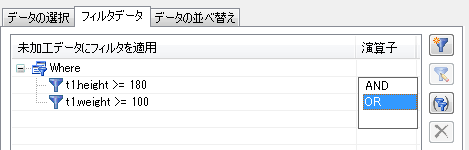 データの選択 フィルタデータ データの並べ替え
未加工データにフィルタを適用 演算子
Where
t1.height >= 180 AND
t1.weight >= 100 OR